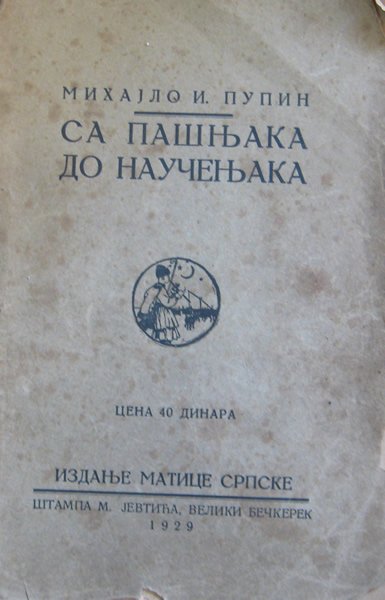 МИХАЈЛО И. ПУПИН
СА ПАШЊАКА
ДО НАУЧЕЊАКА
ЦЕНА 40 ДИНАРА
ИЗДАЊЕ МАТИЦЕ СРПСКЕ
ШТАМПА М. ЈЕВТИЋА, ВЕЛИКИ БЕЧКЕРЕК
1929